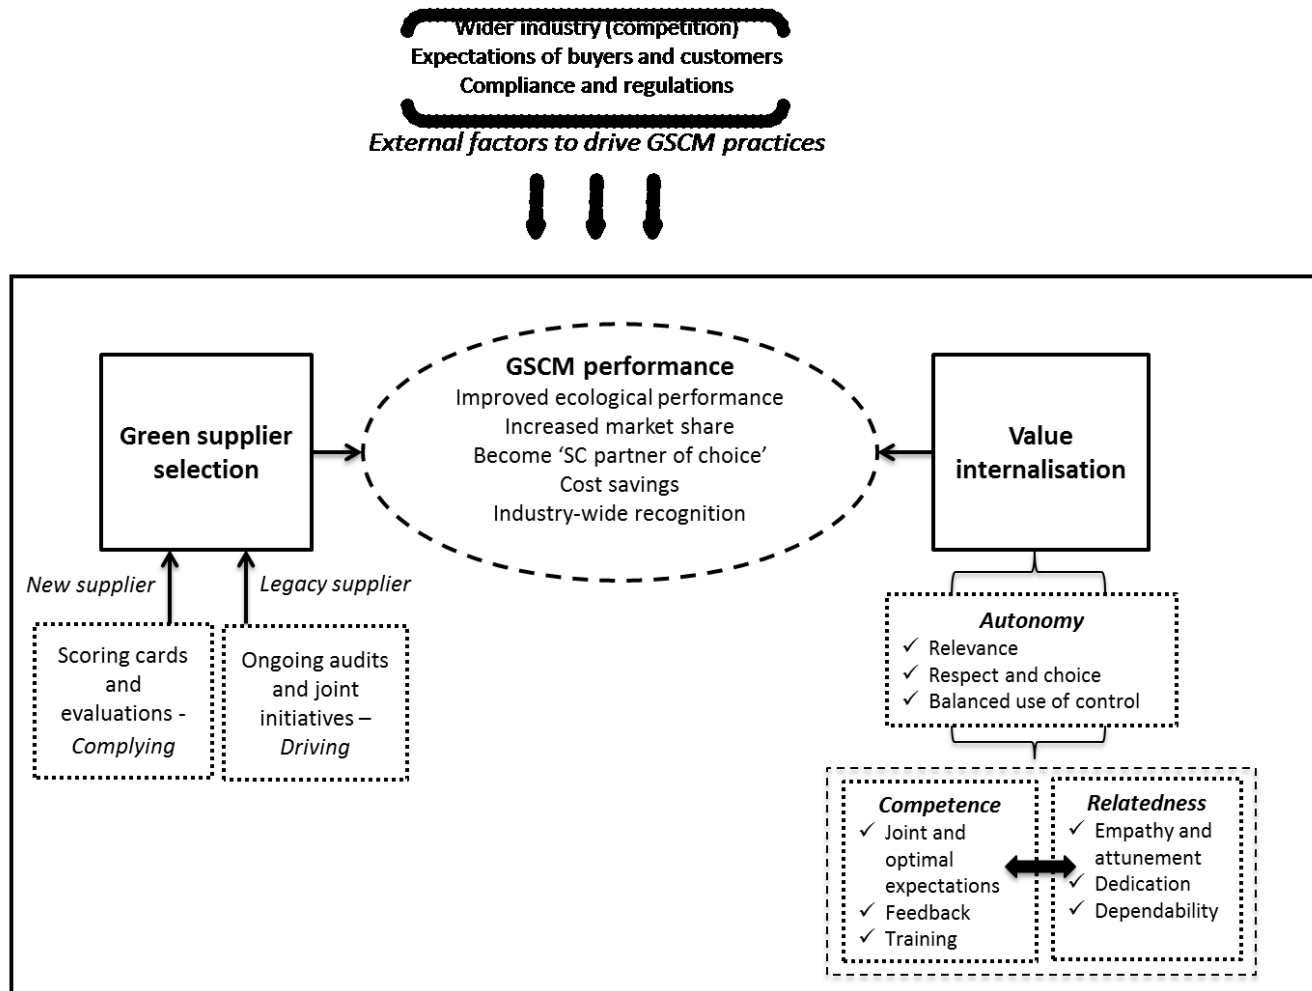 Wider industry (competition)
Expectations of buyers and customers
Compliance and regulations
External factors to drive GSCM practices
GSCM performance
Improved ecological performance
Increased market share
Become ‘SC partner of choice’
Cost savings
Industry-wide recognition
Green supplier
selection
Value
internalisation
New supplier
Legacy supplier
Scoring cards
and
evaluations -
Complying
Ongoing audits
and joint
initiatives –
Driving
Autonomy
✓ Relevance
✓ Respect and choice
✓ Balanced use of control
Competence
✓ Joint and
optimal
expectations
✓ Feedback
✓ Training
Relatedness
✓ Empathy and
attunement
✓ Dedication
✓ Dependability